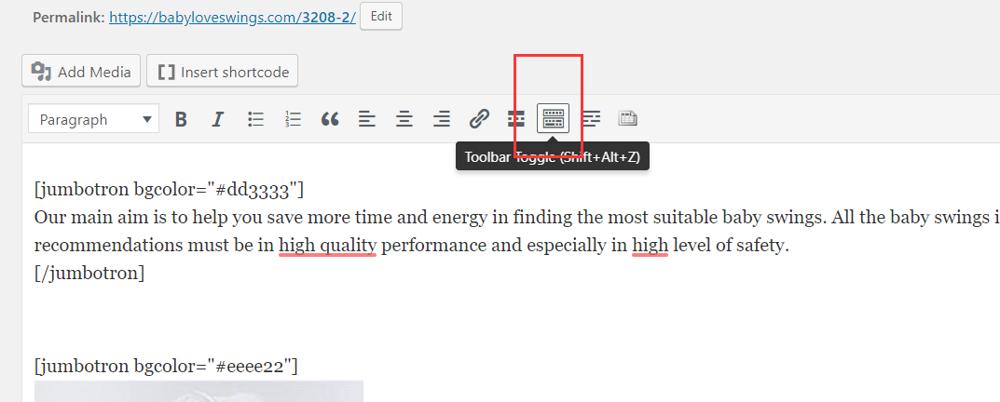 Permalink: https://babyloveswings.com/3208-2/ Edit
Add Media Insert shortcode
Paragraph B I
Toolbar Toggle (Shift+Alt+Z)
[jumbotron bgcolor="#dd3333"]
Our main aim is to help you save more time and energy in finding the most suitable baby swings. All the baby swings i
recommendations must be in high quality performance and especially in high level of safety.
[/jumbotron]
[jumbotron bgcolor="#eeee22"]